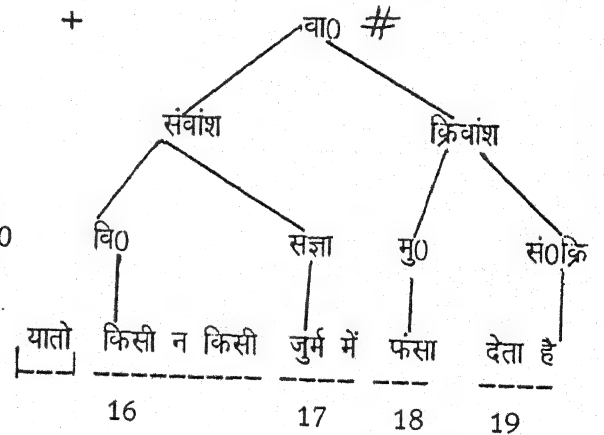 + वा0 #
संवांश क्रिवांश
0 वि0 संज्ञा मु0 सं0क्रि
यातो किसी न किसी जुर्म में फंसा देता है
16 17 18 19